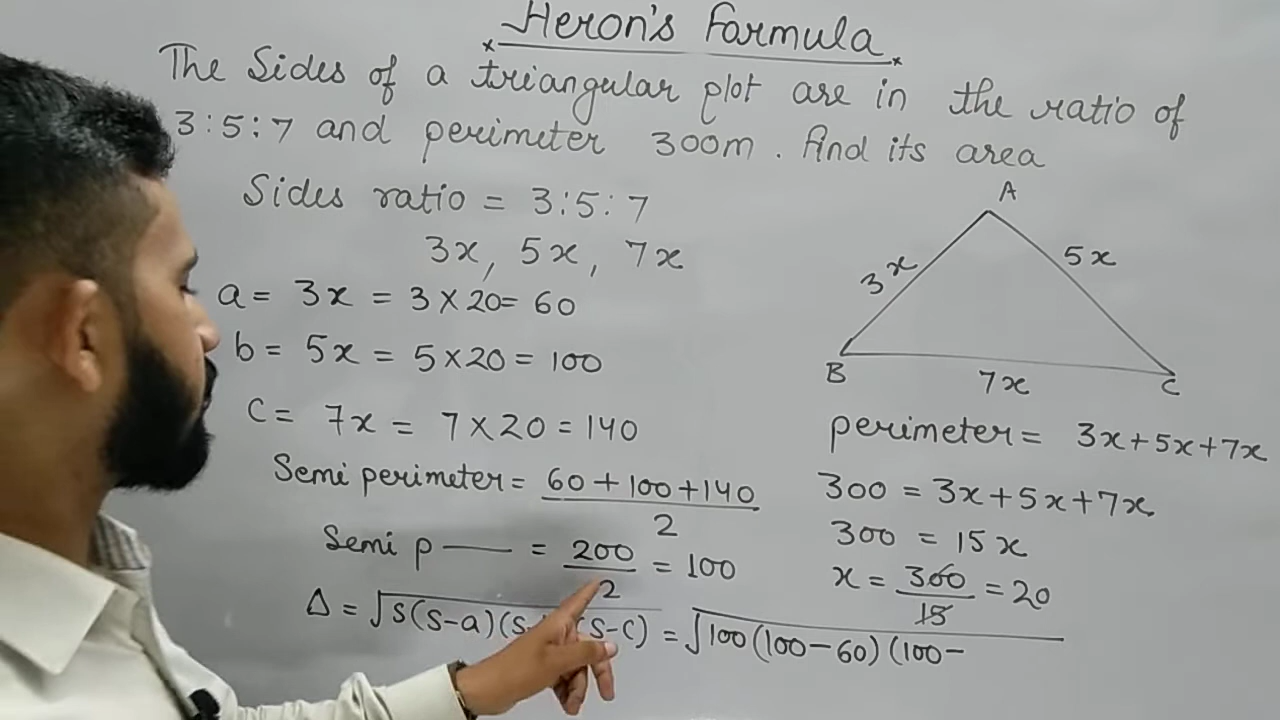 Heron's Formula
The Sides of a triangular plot are in the ratio of
3:5:7 and perimeter 300m. find its area
Sides ratio = 3:5:7
3x, 5x, 7x
a = 3x = 3 × 20 = 60
b = 5x = 5 × 20 = 100
c = 7x = 7 × 20 = 140
Semi perimeter = 60 + 100 + 140
2
Semi p — = 200 = 100
2
Δ = √S(S-a)(S- (S-c) = √100(100-60)(100-
A
3x
5x
B
7x
C
perimeter = 3x+5x+7x
300 = 3x+5x+7x
300 = 15x
x = 300 = 20
15